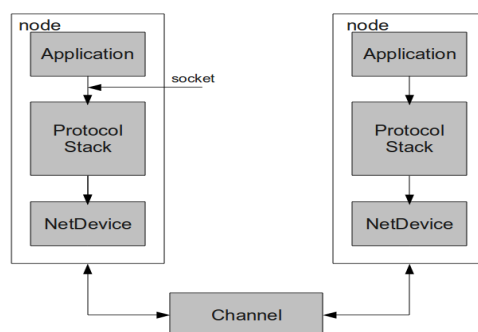 node
Application
socket
Protocol
Stack
NetDevice
node
Application
Protocol
Stack
NetDevice
Channel